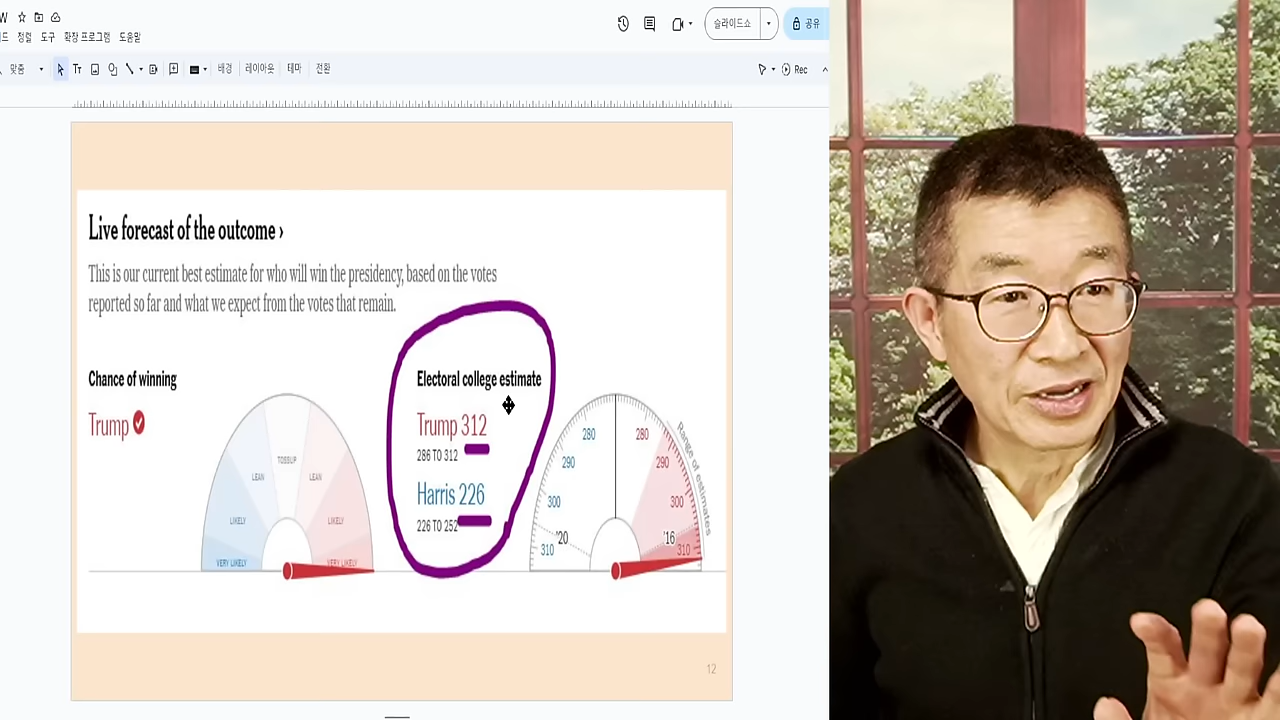 정렬 도구 확장 프로그램 도움말
슬라이드쇼
공유
맞춤
배경 레이아웃 테마 전환
Rec
Live forecast of the outcome ›
This is our current best estimate for who will win the presidency, based on the votes
reported so far and what we expect from the votes that remain.
Chance of winning
Trump
TOSSUP
LEAN
LEAN
LIKELY
LIKELY
VERY LIKELY
VERY LIKELY
Electoral college estimate
Trump 312
286 TO 312
Harris 226
226 TO 252
280
280
290
290
300
300
'20
'16
310
310
Range of estimates
12